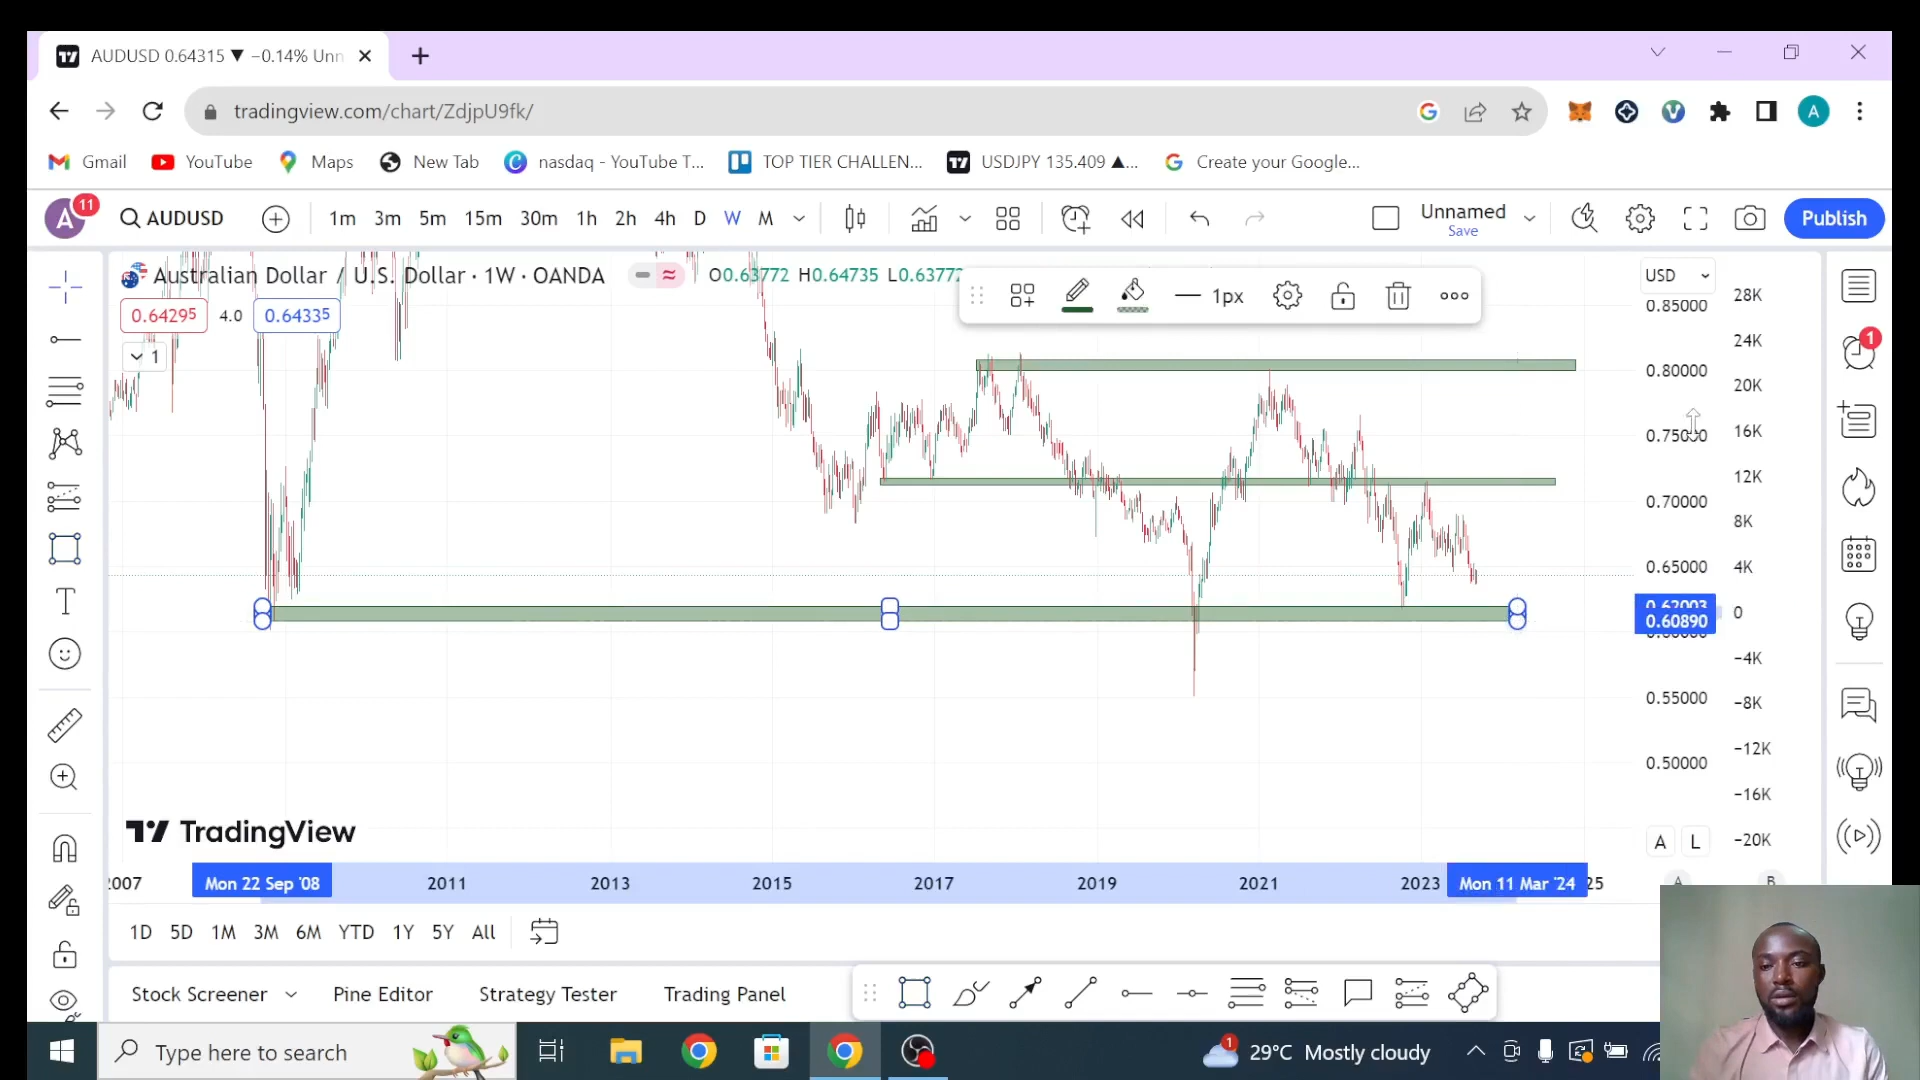 AUDUSD 0.64315 ▼ −0.14% Unn
tradingview.com/chart/ZdjpU9fk/
Gmail YouTube Maps New Tab nasdaq - YouTube T... TOP TIER CHALLEN... USDJPY 135.409 ▲... Create your Google...
A 11 AUDUSD 1m 3m 5m 15m 30m 1h 2h 4h D W M Unnamed Publish
Save
Australian Dollar / U.S. Dollar · 1W · OANDA O0.63772 H0.64735 L0.63772
USD
0.64295 4.0 0.64335
1px
1
0.85000 28K
24K
0.80000
20K
0.75000 16K
12K
0.70000
8K
0.65000 4K
0.62003 0
0.60890
−4K
0.55000 −8K
−12K
0.50000
−16K
−20K
TradingView
A L
2007 Mon 22 Sep '08 2011 2013 2015 2017 2019 2021 2023 Mon 11 Mar '24 25
A B
1D 5D 1M 3M 6M YTD 1Y 5Y All
Stock Screener Pine Editor Strategy Tester Trading Panel
Type here to search 1 29°C Mostly cloudy